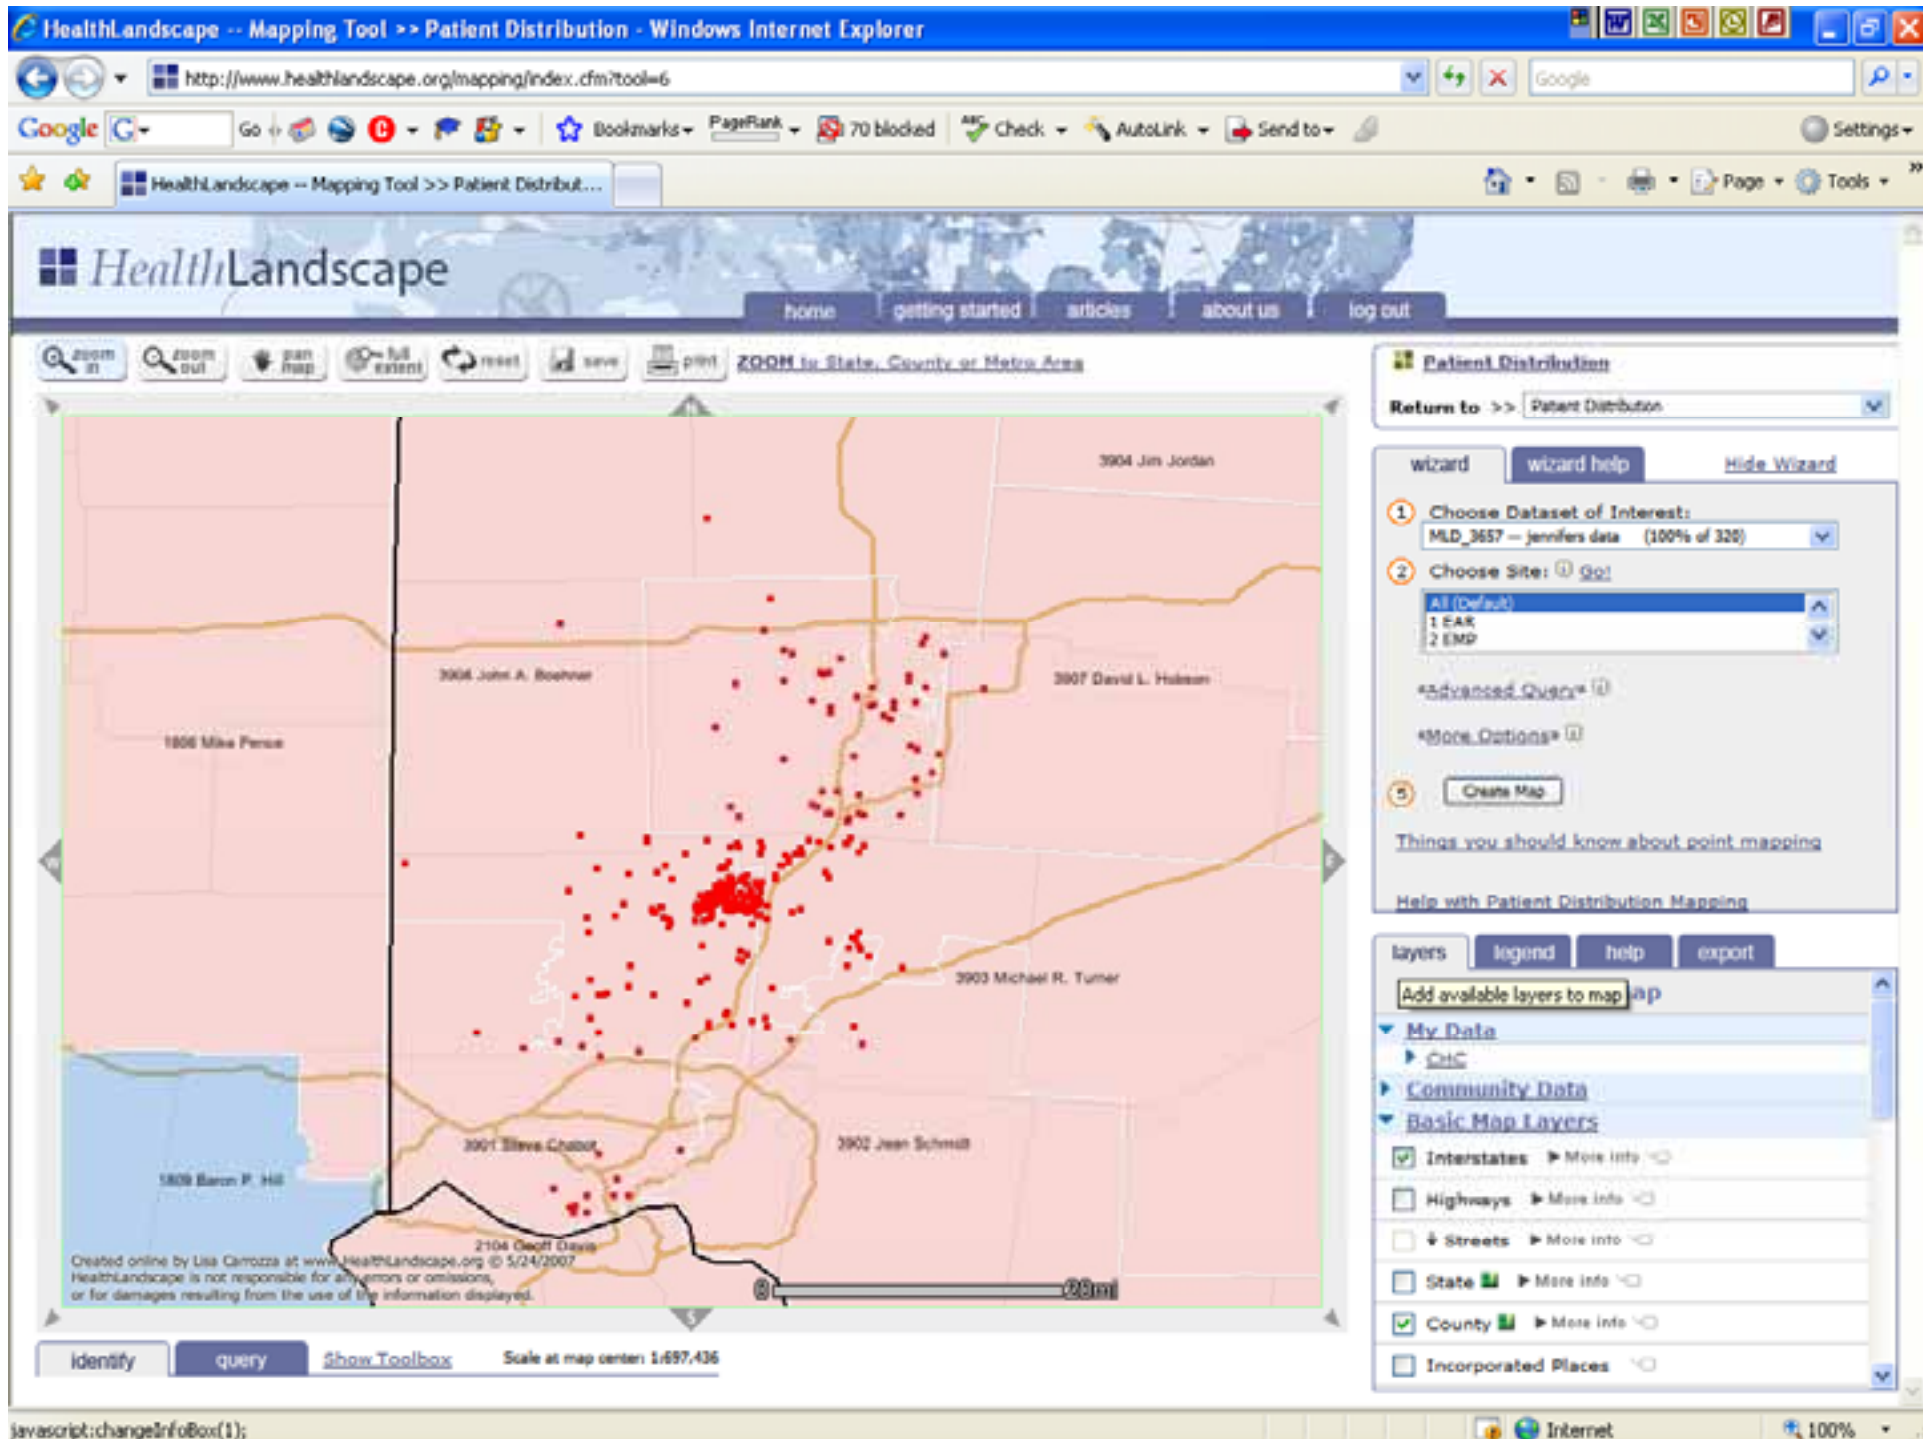 HealthLandscape -- Mapping Tool >> Patient Distribution - Windows Internet Explorer
http://www.healthlandscape.org/mapping/index.cfm?tool=6
Google
Google G Go Bookmarks PageRank 70 blocked Check AutoLink Send to Settings
HealthLandscape -- Mapping Tool >> Patient Distribut...
Page Tools
HealthLandscape
home getting started articles about us log out
zoom in zoom out pan map full extent reset save print ZOOM to State, County or Metro Area
Patient Distribution
Return to >> Patient Distribution
wizard wizard help Hide Wizard
1 Choose Dataset of Interest:
MLD_3657 -- jennifers data (100% of 320)
2 Choose Site: Go!
All (Default)
1 EAR
2 EMP
«Advanced Query»
«More Options»
5 Create Map
Things you should know about point mapping
Help with Patient Distribution Mapping
layers legend help export
Add available layers to map ap
My Data
CHC
Community Data
Basic Map Layers
Interstates More info
Highways More info
Streets More info
State More info
County More info
Incorporated Places
N
3904 Jim Jordan
3907 David L. Hobson
1806 Mike Pence
W
E
3903 Michael R. Turner
3901 Steve Chabot
3902 Jean Schmidt
1809 Baron P. Hill
2104 Geoff Davis
Created online by Lisa Carrozza at www.HealthLandscape.org © 5/24/2007
HealthLandscape is not responsible for any errors or omissions,
or for damages resulting from the use of the information displayed.
0
S
identify query Show Toolbox Scale at map center: 1:697,436
javascript:changeInfoBox(1);
Internet
100%